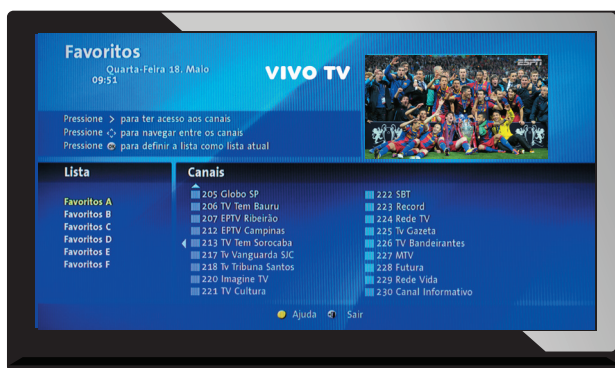 Favoritos
Quarta-Feira 18. Maio
09:51
VIVO TV
ESPN
Pressione > para ter acesso aos canais
Pressione para navegar entre os canais
Pressione para definir a lista como lista atual
Lista
Favoritos A
Favoritos B
Favoritos C
Favoritos D
Favoritos E
Favoritos F
Canais
205 Globo SP
206 TV Tem Bauru
207 EPTV Ribeirão
212 EPTV Campinas
213 TV Tem Sorocaba
217 Tv Vanguarda SJC
218 Tv Tribuna Santos
220 Imagine TV
221 TV Cultura
222 SBT
223 Record
224 Rede TV
225 Tv Gazeta
226 TV Bandeirantes
227 MTV
228 Futura
229 Rede Vida
230 Canal Informativo
Ajuda Sair